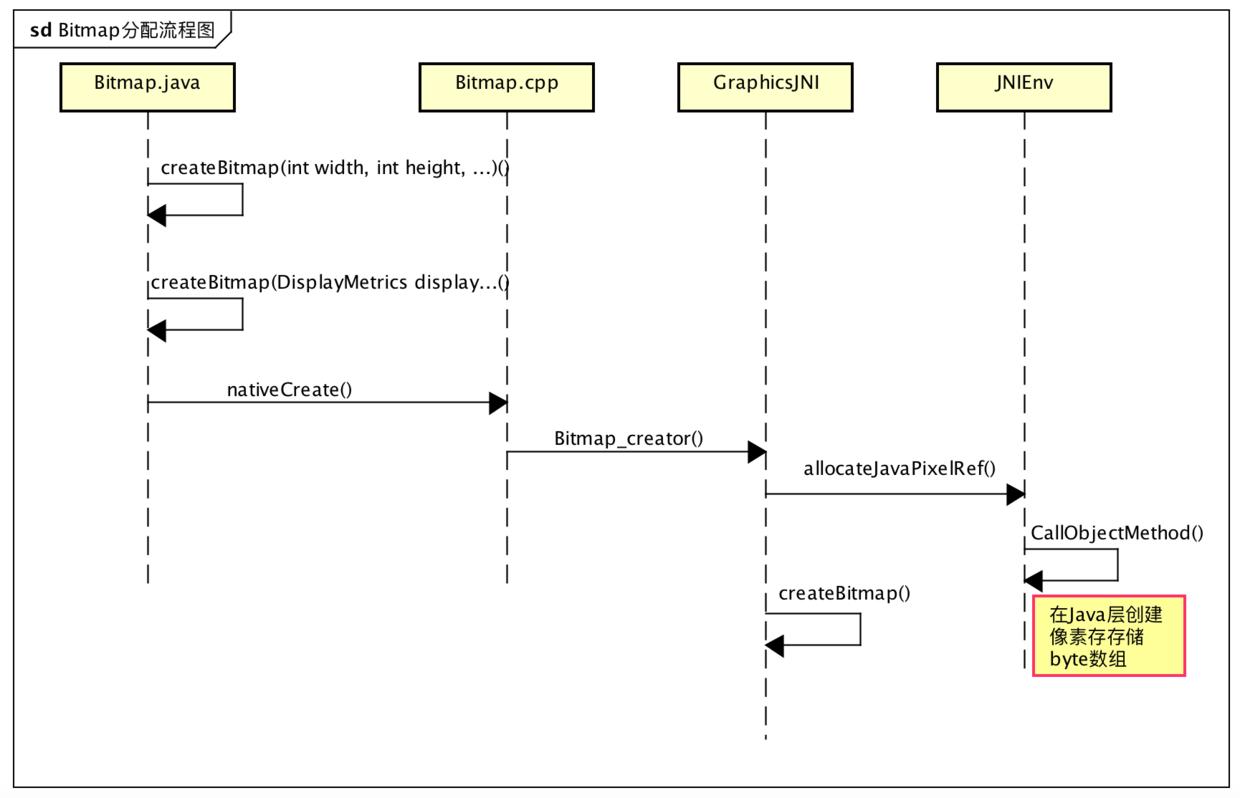 sd Bitmap分配流程图
Bitmap.java
Bitmap.cpp
GraphicsJNI
JNIEnv
createBitmap(int width, int height, ...)()
createBitmap(DisplayMetrics display...()
nativeCreate()
Bitmap_creator()
allocateJavaPixelRef()
CallObjectMethod()
createBitmap()
在Java层创建
像素存存储
byte数组